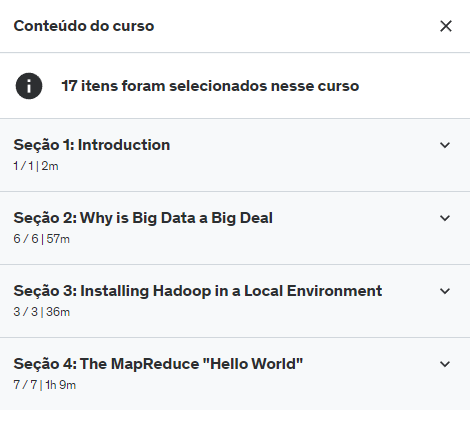 Conteúdo do curso
17 itens foram selecionados nesse curso
Seção 1: Introduction
1 / 1 | 2m
Seção 2: Why is Big Data a Big Deal
6 / 6 | 57m
Seção 3: Installing Hadoop in a Local Environment
3 / 3 | 36m
Seção 4: The MapReduce "Hello World"
7 / 7 | 1h 9m